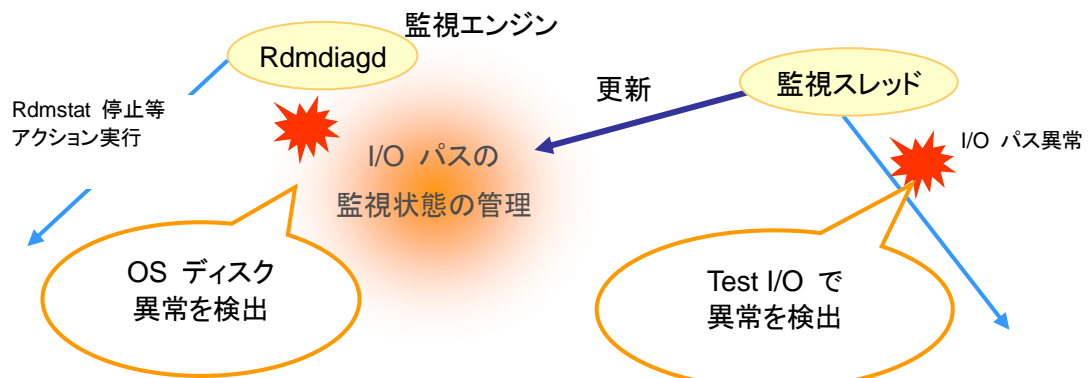 監視エンジン
Rdmdiagd
監視スレッド
更新
Rdmstat 停止等
アクション実行
I/O パス異常
I/O パスの
監視状態の管理
OS ディスク
異常を検出
Test I/O で
異常を検出